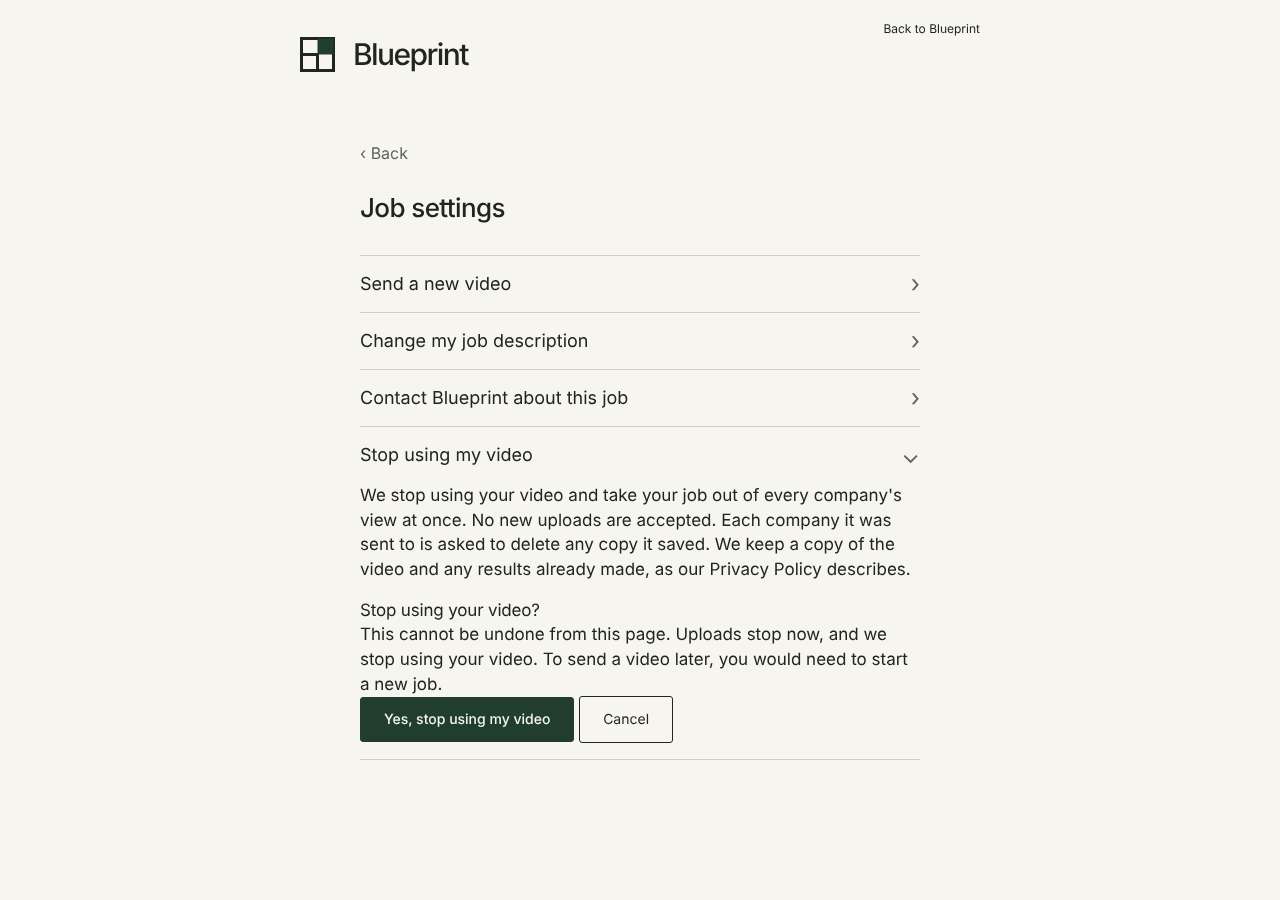 Back to Blueprint
Blueprint
‹ Back
Job settings
Send a new video
Change my job description
Contact Blueprint about this job
Stop using my video
We stop using your video and take your job out of every company's
view at once. No new uploads are accepted. Each company it was
sent to is asked to delete any copy it saved. We keep a copy of the
video and any results already made, as our Privacy Policy describes.
Stop using your video?
This cannot be undone from this page. Uploads stop now, and we
stop using your video. To send a video later, you would need to start
a new job.
Yes, stop using my video
Cancel